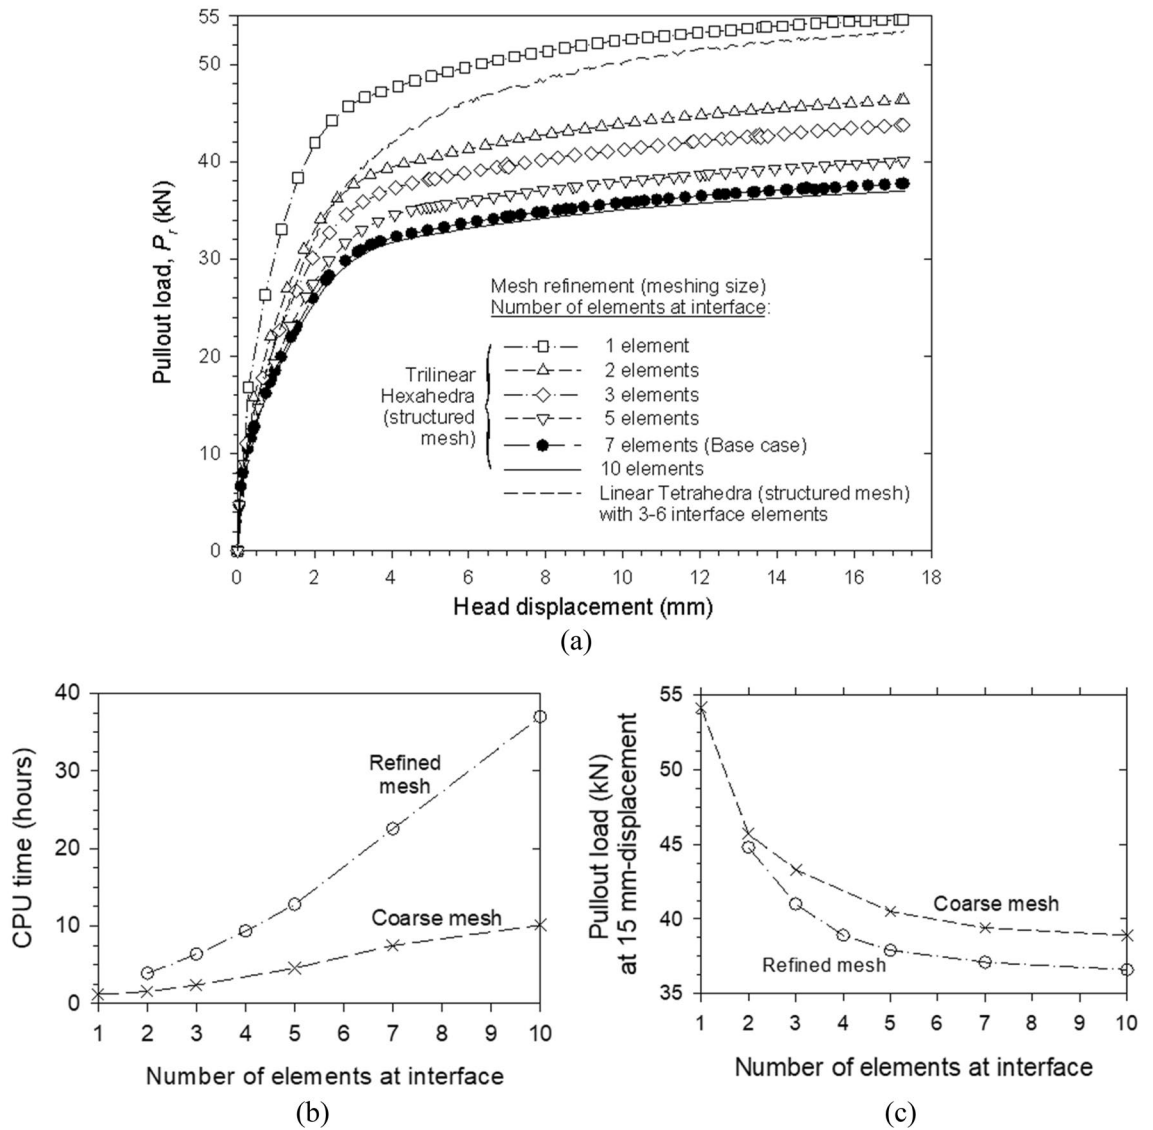 55
50
40
30
20
10
0
Pullout load, Pr (kN)
Mesh refinement (meshing size)
Number of elements at interface:
Trilinear
Hexahedra
(structured
mesh)
1 element
2 elements
3 elements
5 elements
7 elements (Base case)
10 elements
Linear Tetrahedra (structured mesh)
with 3-6 interface elements
0 2 4 6 8 10 12 14 16 18
Head displacement (mm)
(a)
40
30
20
10
0
CPU time (hours)
Refined
mesh
Coarse mesh
1 2 3 4 5 6 7 8 9 10
Number of elements at interface
(b)
55
50
45
40
35
Pullout load (kN)
at 15 mm-displacement
Coarse mesh
Refined mesh
1 2 3 4 5 6 7 8 9 10
Number of elements at interface
(c)